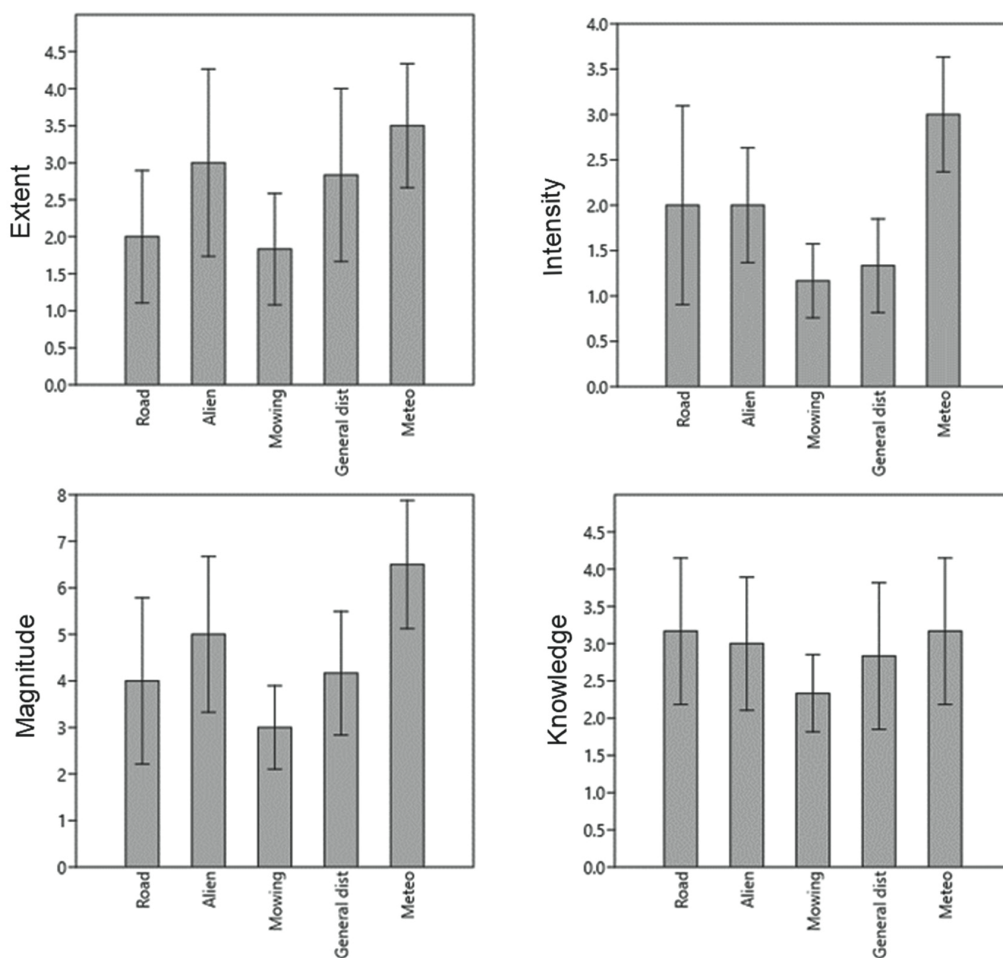 Extent
4.5
4.0
3.5
3.0
2.5
2.0
1.5
1.0
0.5
0.0
Road
Alien
Mowing
General dist
Meteo
Intensity
4.0
3.5
3.0
2.5
2.0
1.5
1.0
0.5
0.0
Road
Alien
Mowing
General dist
Meteo
Magnitude
8
7
6
5
4
3
2
1
0
Road
Alien
Mowing
General dist
Meteo
Knowledge
4.5
4.0
3.5
3.0
2.5
2.0
1.5
1.0
0.5
0.0
Road
Alien
Mowing
General dist
Meteo